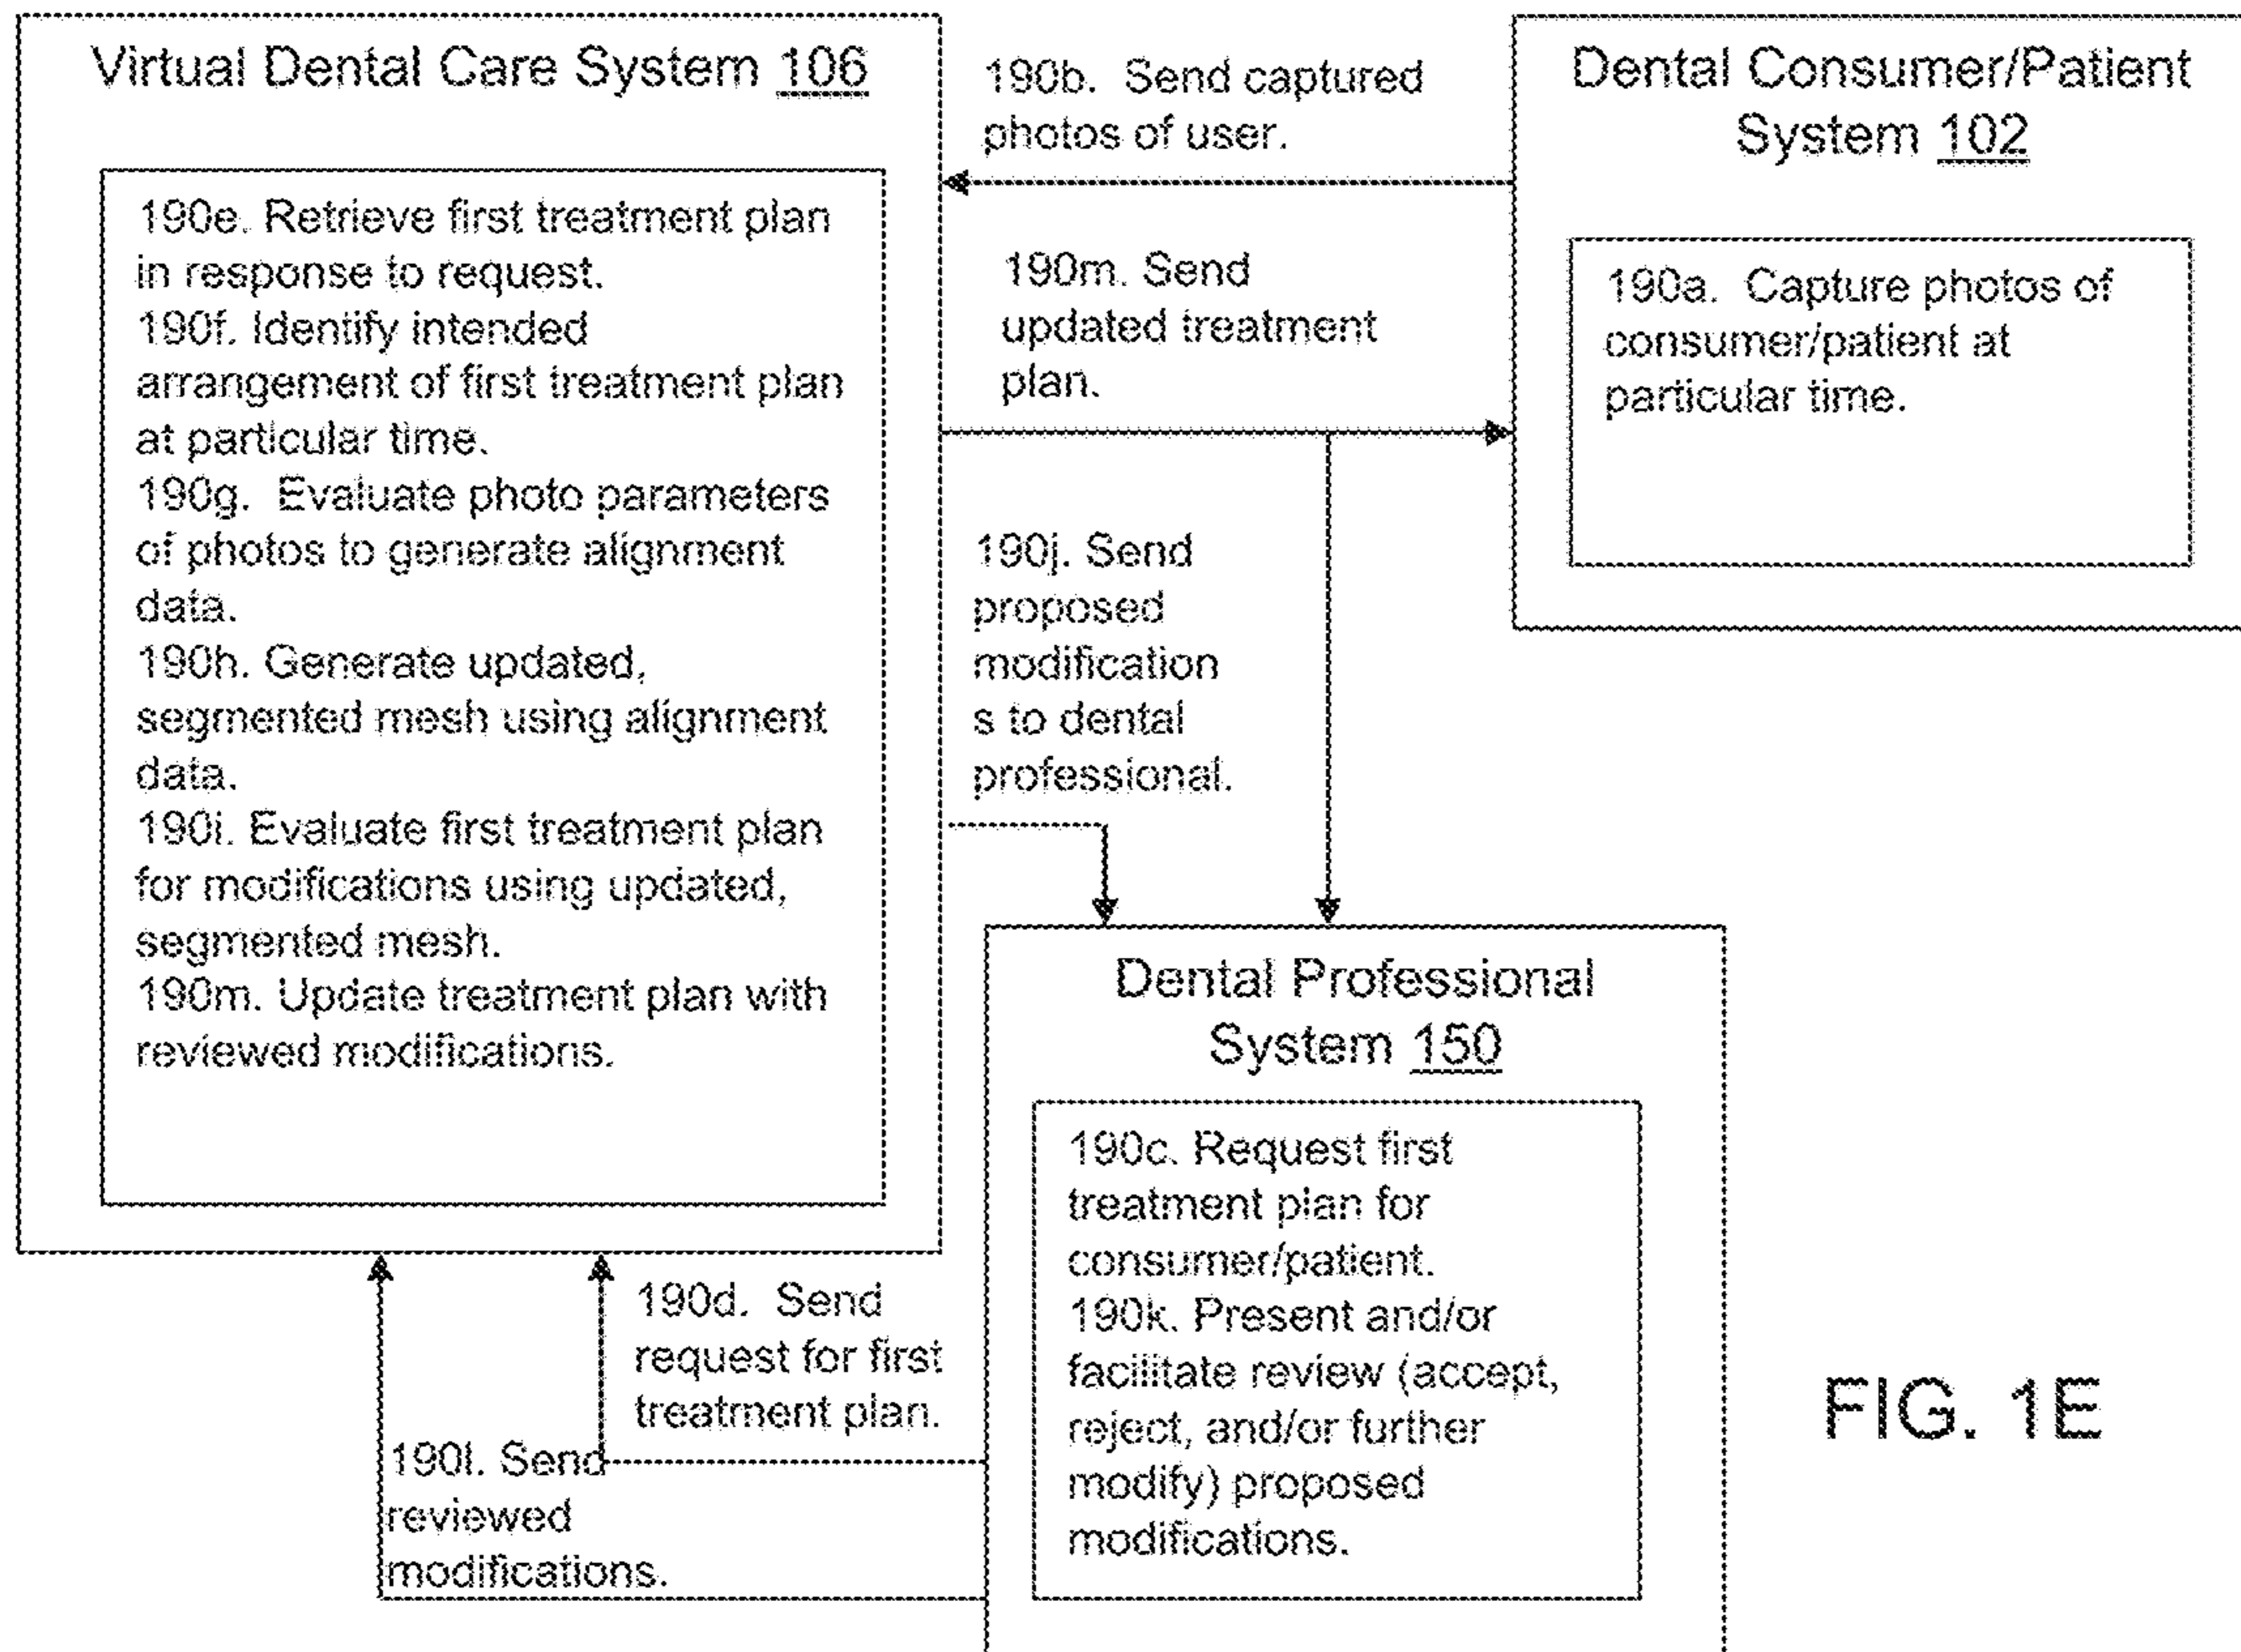 Virtual Dental Care System 106
190e. Retrieve first treatment plan
in response to request.
190f. Identify intended
arrangement of first treatment plan
at particular time.
190g. Evaluate photo parameters
of photos to generate alignment
data.
190h. Generate updated,
segmented mesh using alignment
data.
190i. Evaluate first treatment plan
for modifications using updated,
segmented mesh.
190m. Update treatment plan with
reviewed modifications.
190b. Send captured
photos of user.
190m. Send
updated treatment
plan.
190j. Send
proposed
modification
s to dental
professional.
Dental Consumer/Patient
System 102
190a. Capture photos of
consumer/patient at
particular time.
Dental Professional
System 150
190c. Request first
treatment plan for
consumer/patient.
190k. Present and/or
facilitate review (accept,
reject, and/or further
modify) proposed
modifications.
190d. Send
request for first
treatment plan.
190l. Send
reviewed
modifications.
FIG. 1E